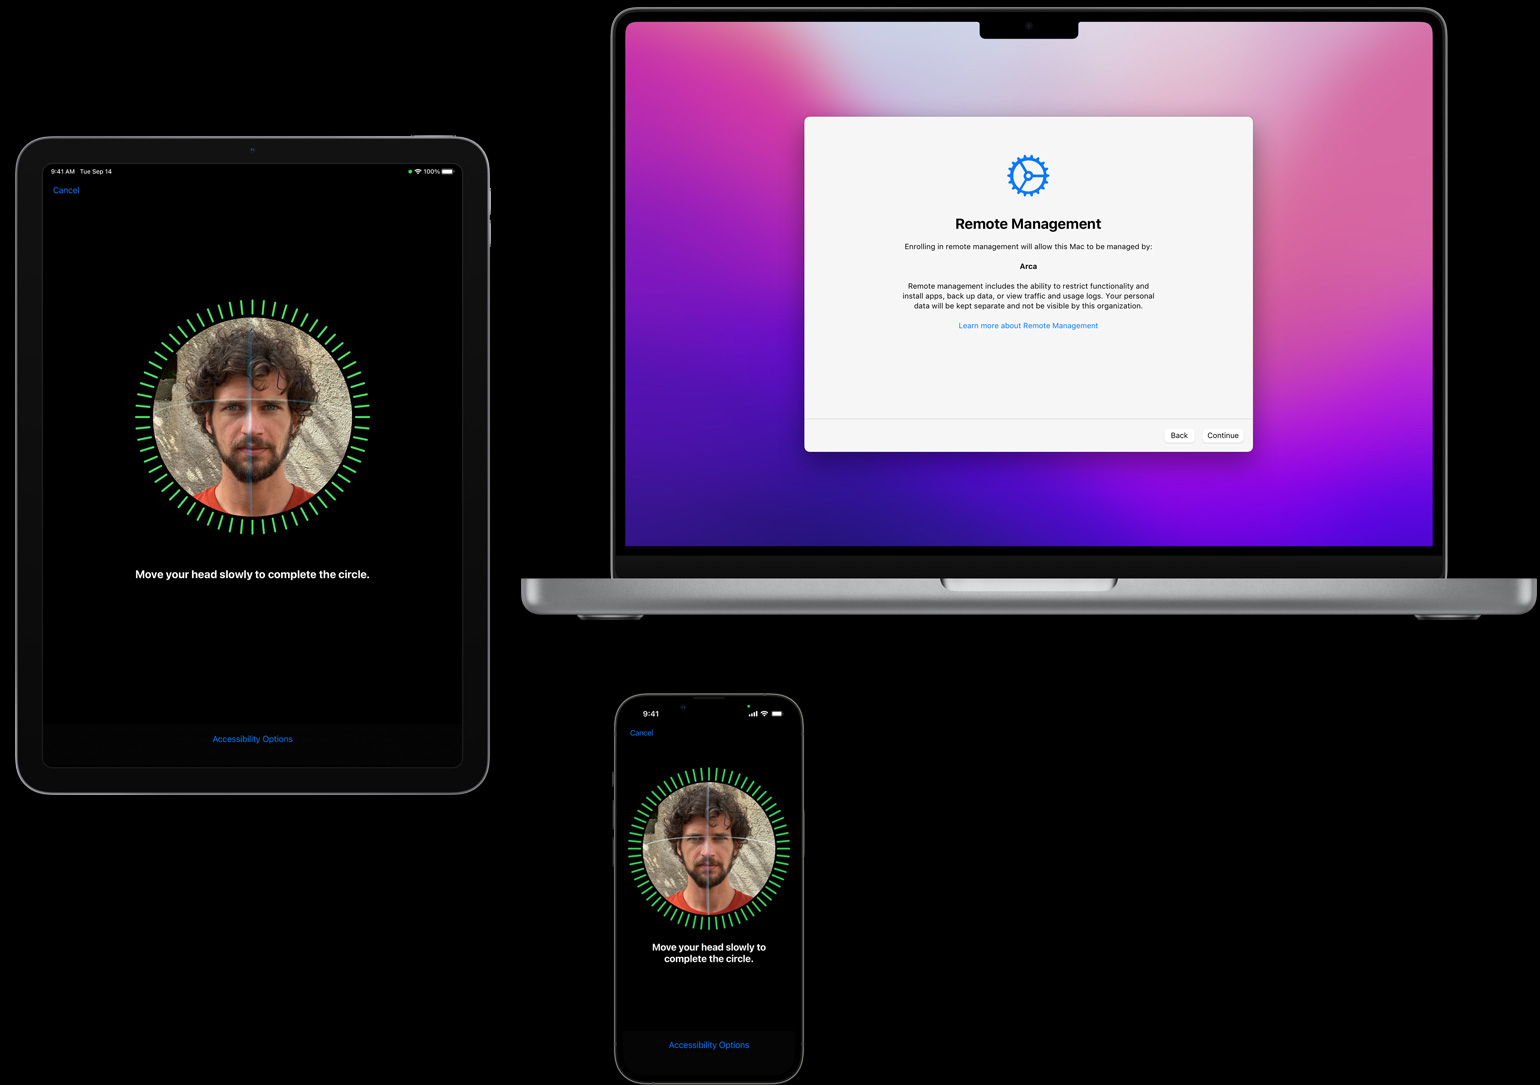 9:41 AM Tue Sep 14
100%
Cancel
Move your head slowly to complete the circle.
Accessibility Options
Remote Management
Enrolling in remote management will allow this Mac to be managed by:
Arca
Remote management includes the ability to restrict functionality and
install apps, back up data, or view traffic and usage logs. Your personal
data will be kept separate and not be visible by this organization.
Learn more about Remote Management
Back
Continue
9:41
Cancel
Move your head slowly to
complete the circle.
Accessibility Options